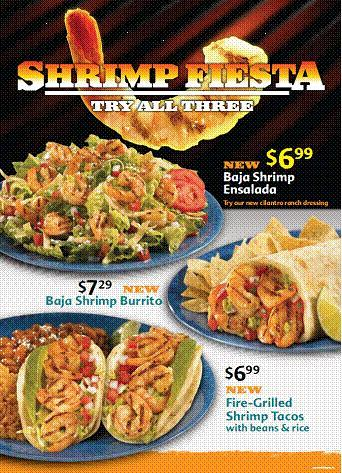 SHRIMP FIESTA
TRY ALL THREE
NEW $6.99
Baja Shrimp
Ensalada
Try our new cilantro ranch dressing
$7.29 NEW
Baja Shrimp Burrito
$6.99
NEW
Fire-Grilled
Shrimp Tacos
with beans & rice